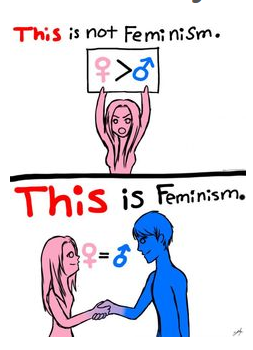 This is not Feminism.
♀>♂
This is Feminism.
♀=♂